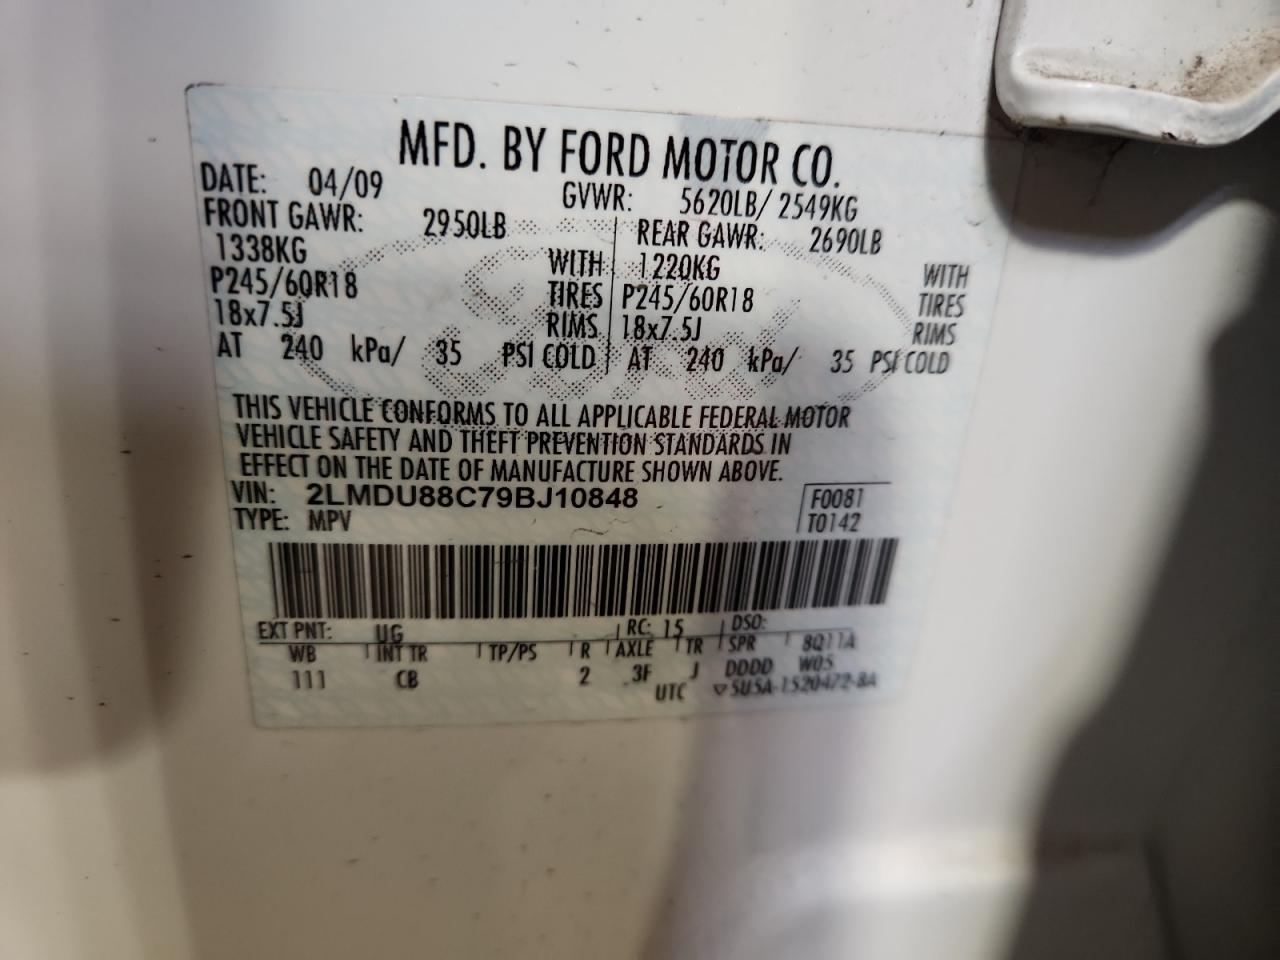 MFD. BY FORD MOTOR CO.
DATE: 04/09 GVWR: 5620LB/ 2549KG
FRONT GAWR: 2950LB REAR GAWR: 2690LB
1338KG WITH 1220KG WITH
P245/60R18 TIRES P245/60R18 TIRES
18x7.5J RIMS 18x7.5J RIMS
AT 240 kPa/ 35 PSI COLD AT 240 kPa/ 35 PSI COLD
THIS VEHICLE CONFORMS TO ALL APPLICABLE FEDERAL MOTOR
VEHICLE SAFETY AND THEFT PREVENTION STANDARDS IN
EFFECT ON THE DATE OF MANUFACTURE SHOWN ABOVE.
VIN: 2LMDU88C79BJ10848 F0081
TYPE: MPV T0142
EXT PNT: UG RC: 15 DSO:
WB INT TR TP/PS R AXLE TR SPR 8Q11A
111 CB 2 3F J DDDD W05
UTC ▽5U5A-1520472-BA